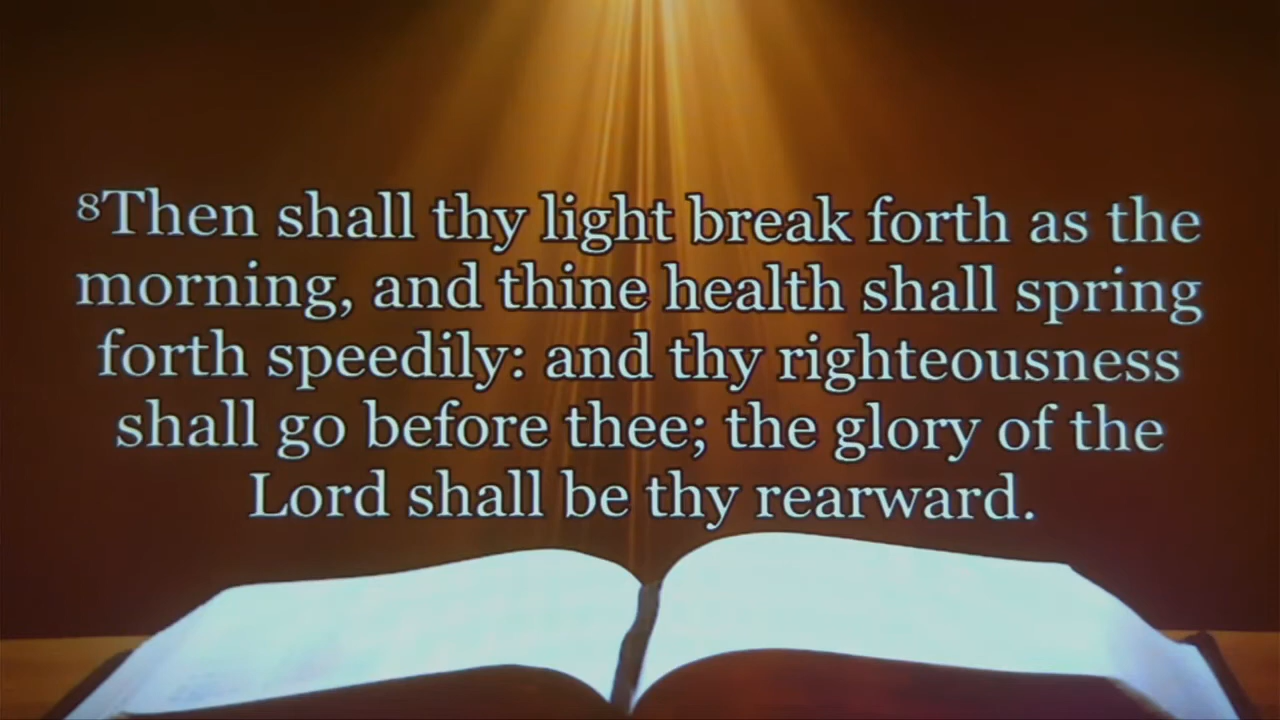 ⁸Then shall thy light break forth as the
morning, and thine health shall spring
forth speedily: and thy righteousness
shall go before thee; the glory of the
Lord shall be thy rearward.